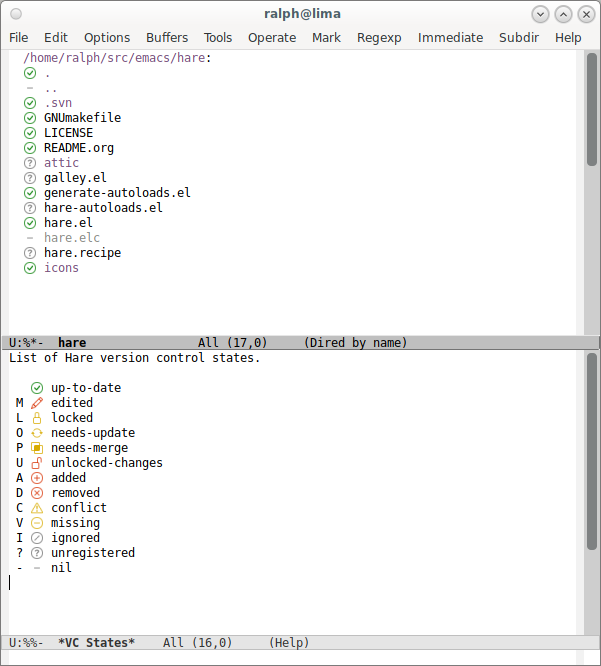 ralph@lima
File Edit Options Buffers Tools Operate Mark Regexp Immediate Subdir Help
/home/ralph/src/emacs/hare:
.
..
.svn
GNUmakefile
LICENSE
README.org
? attic
? galley.el
generate-autoloads.el
? hare-autoloads.el
hare.el
hare.elc
? hare.recipe
icons
U:%*-  hare                All (17,0)     (Dired by name)
List of Hare version control states.
up-to-date
M edited
L locked
O needs-update
P needs-merge
U unlocked-changes
A added
D removed
C conflict
V missing
I ignored
? ? unregistered
- nil
U:%%-  *VC States*    All (16,0)     (Help)